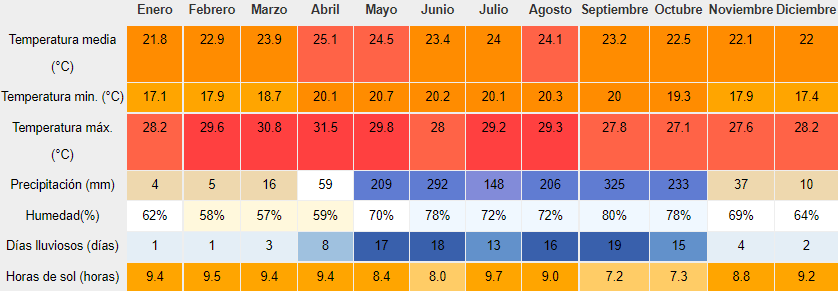 Enero Febrero Marzo Abril Mayo Junio Julio Agosto Septiembre Octubre Noviembre Diciembre
Temperatura media (°C) 21.8 22.9 23.9 25.1 24.5 23.4 24 24.1 23.2 22.5 22.1 22
Temperatura min. (°C) 17.1 17.9 18.7 20.1 20.7 20.2 20.1 20.3 20 19.3 17.9 17.4
Temperatura máx. (°C) 28.2 29.6 30.8 31.5 29.8 28 29.2 29.3 27.8 27.1 27.6 28.2
Precipitación (mm) 4 5 16 59 209 292 148 206 325 233 37 10
Humedad(%) 62% 58% 57% 59% 70% 78% 72% 72% 80% 78% 69% 64%
Días lluviosos (días) 1 1 3 8 17 18 13 16 19 15 4 2
Horas de sol (horas) 9.4 9.5 9.4 9.4 8.4 8.0 9.7 9.0 7.2 7.3 8.8 9.2